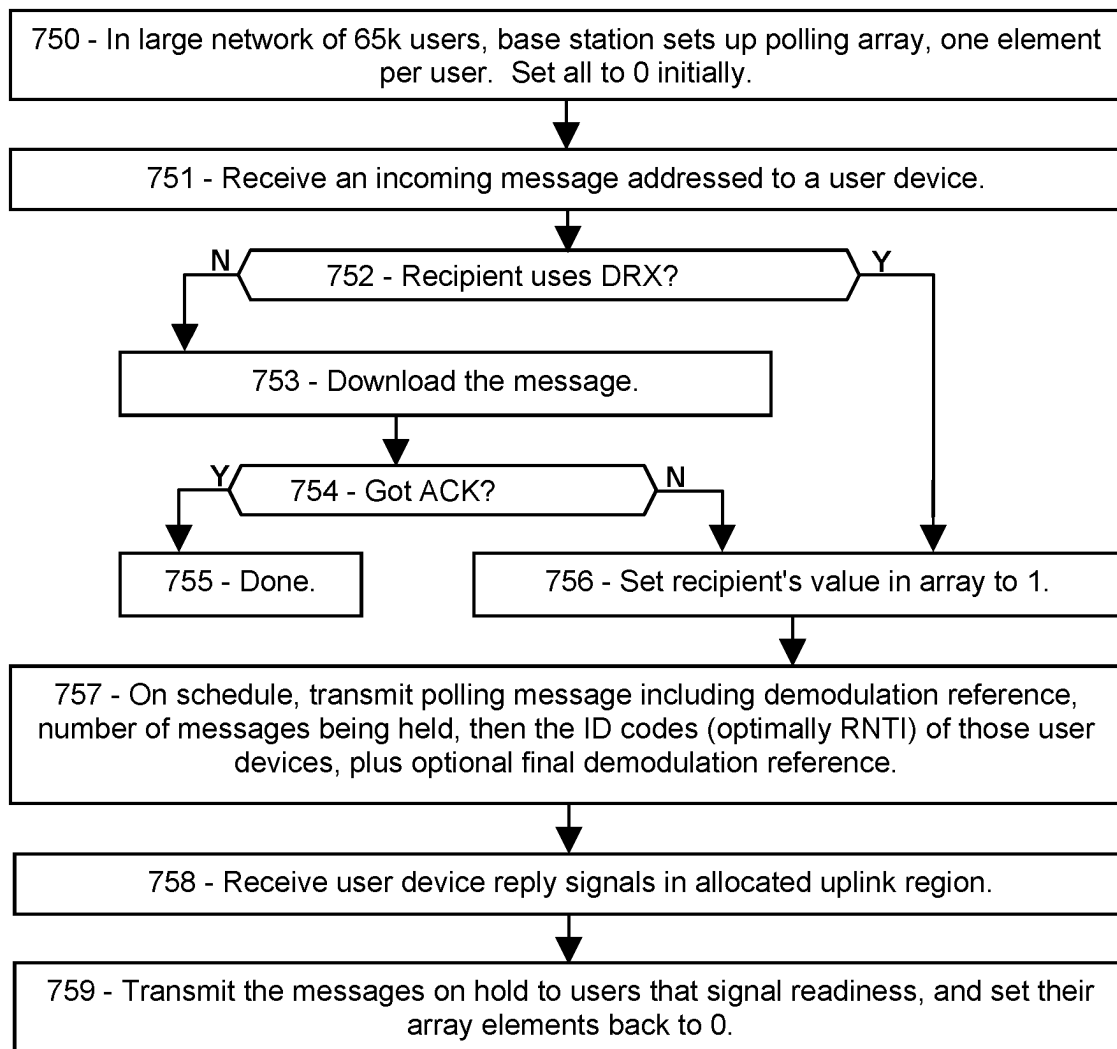 750 - In large network of 65k users, base station sets up polling array, one element
per user.  Set all to 0 initially.
751 - Receive an incoming message addressed to a user device.
N
752 - Recipient uses DRX?
Y
753 - Download the message.
Y
754 - Got ACK?
N
755 - Done.
756 - Set recipient's value in array to 1.
757 - On schedule, transmit polling message including demodulation reference,
number of messages being held, then the ID codes (optimally RNTI) of those user
devices, plus optional final demodulation reference.
758 - Receive user device reply signals in allocated uplink region.
759 - Transmit the messages on hold to users that signal readiness, and set their
array elements back to 0.